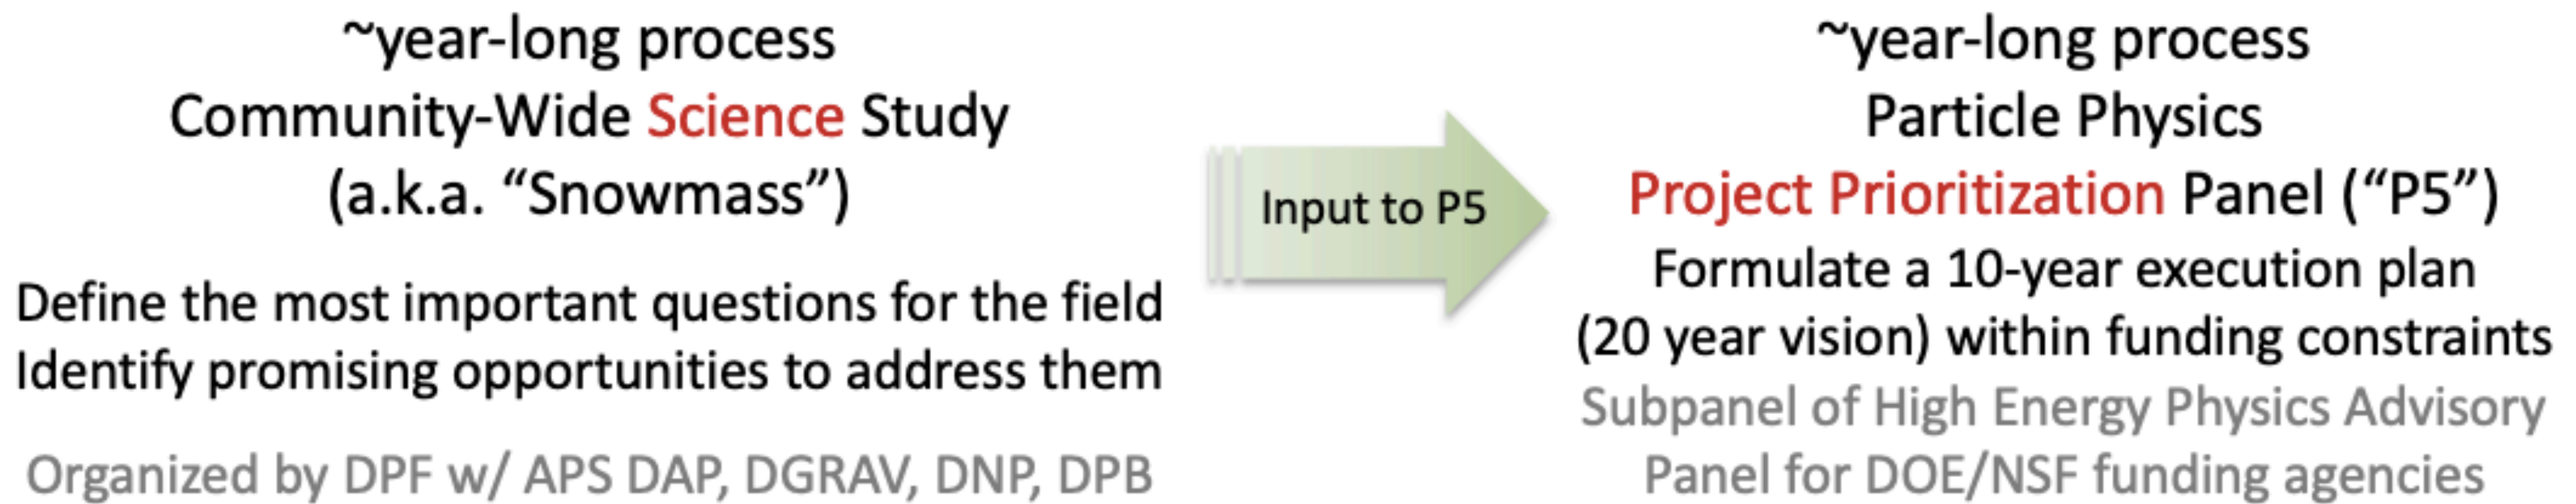 ~year-long process
Community-Wide Science Study
(a.k.a. “Snowmass”)
Define the most important questions for the field
Identify promising opportunities to address them
Organized by DPF w/ APS DAP, DGRAV, DNP, DPB
Input to P5
~year-long process
Particle Physics
Project Prioritization Panel (“P5”)
Formulate a 10-year execution plan
(20 year vision) within funding constraints
Subpanel of High Energy Physics Advisory
Panel for DOE/NSF funding agencies